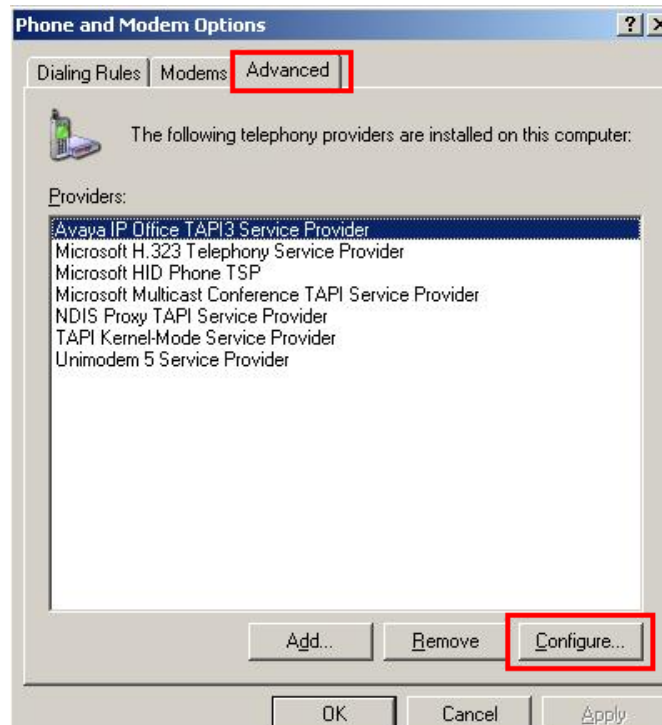 Phone and Modem Options
Dialing Rules Modems Advanced
The following telephony providers are installed on this computer:
Providers:
Avaya IP Office TAPI3 Service Provider
Microsoft H.323 Telephony Service Provider
Microsoft HID Phone TSP
Microsoft Multicast Conference TAPI Service Provider
NDIS Proxy TAPI Service Provider
TAPI Kernel-Mode Service Provider
Unimodem 5 Service Provider
Add... Remove Configure...
OK Cancel Apply